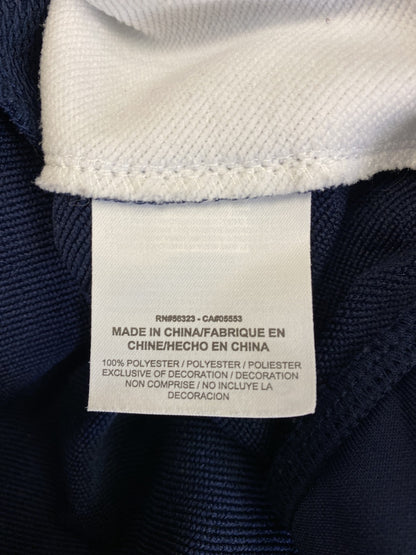 RN#56323 - CA#05553
MADE IN CHINA/FABRIQUE EN
CHINE/HECHO EN CHINA
100% POLYESTER / POLYESTER / POLIESTER
EXCLUSIVE OF DECORATION / DECORATION
NON COMPRISE / NO INCLUYE LA
DECORACION